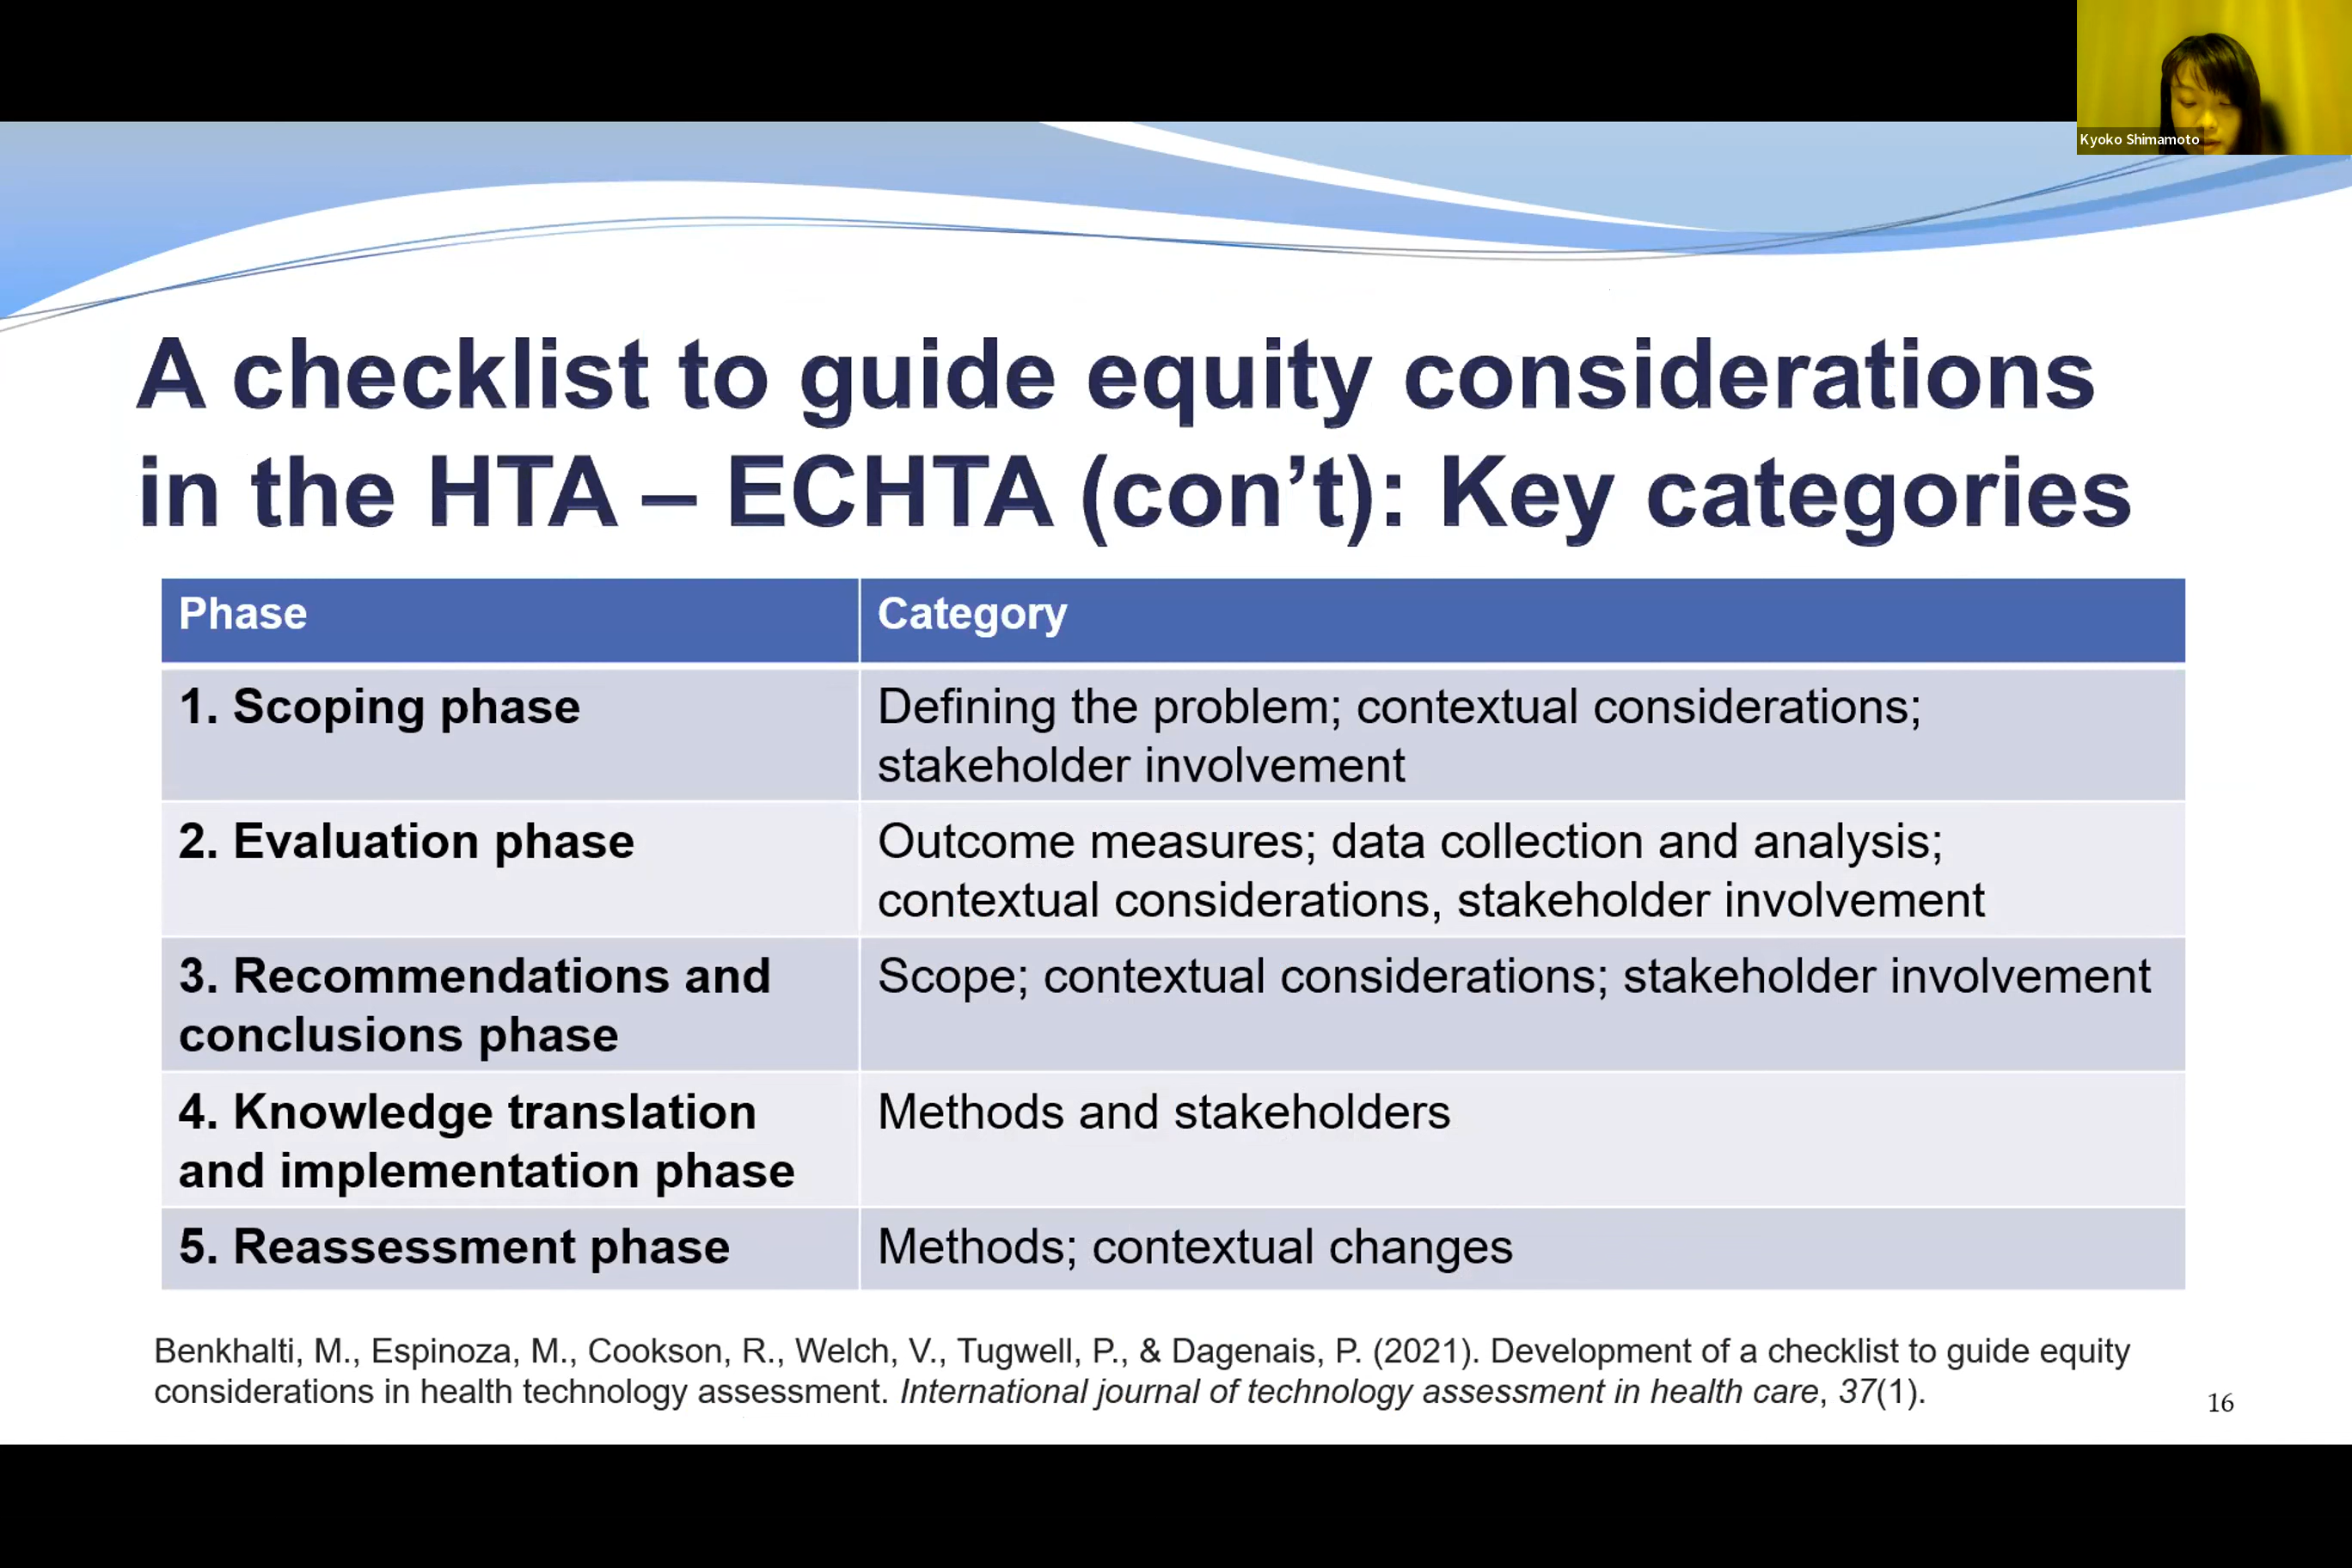 Kyoko Shimamoto
A checklist to guide equity considerations
in the HTA – ECHTA (con’t): Key categories
Phase
Category
1. Scoping phase
Defining the problem; contextual considerations;
stakeholder involvement
2. Evaluation phase
Outcome measures; data collection and analysis;
contextual considerations, stakeholder involvement
3. Recommendations and
conclusions phase
Scope; contextual considerations; stakeholder involvement
4. Knowledge translation
and implementation phase
Methods and stakeholders
5. Reassessment phase
Methods; contextual changes
Benkhalti, M., Espinoza, M., Cookson, R., Welch, V., Tugwell, P., & Dagenais, P. (2021). Development of a checklist to guide equity
considerations in health technology assessment. International journal of technology assessment in health care, 37(1).
16